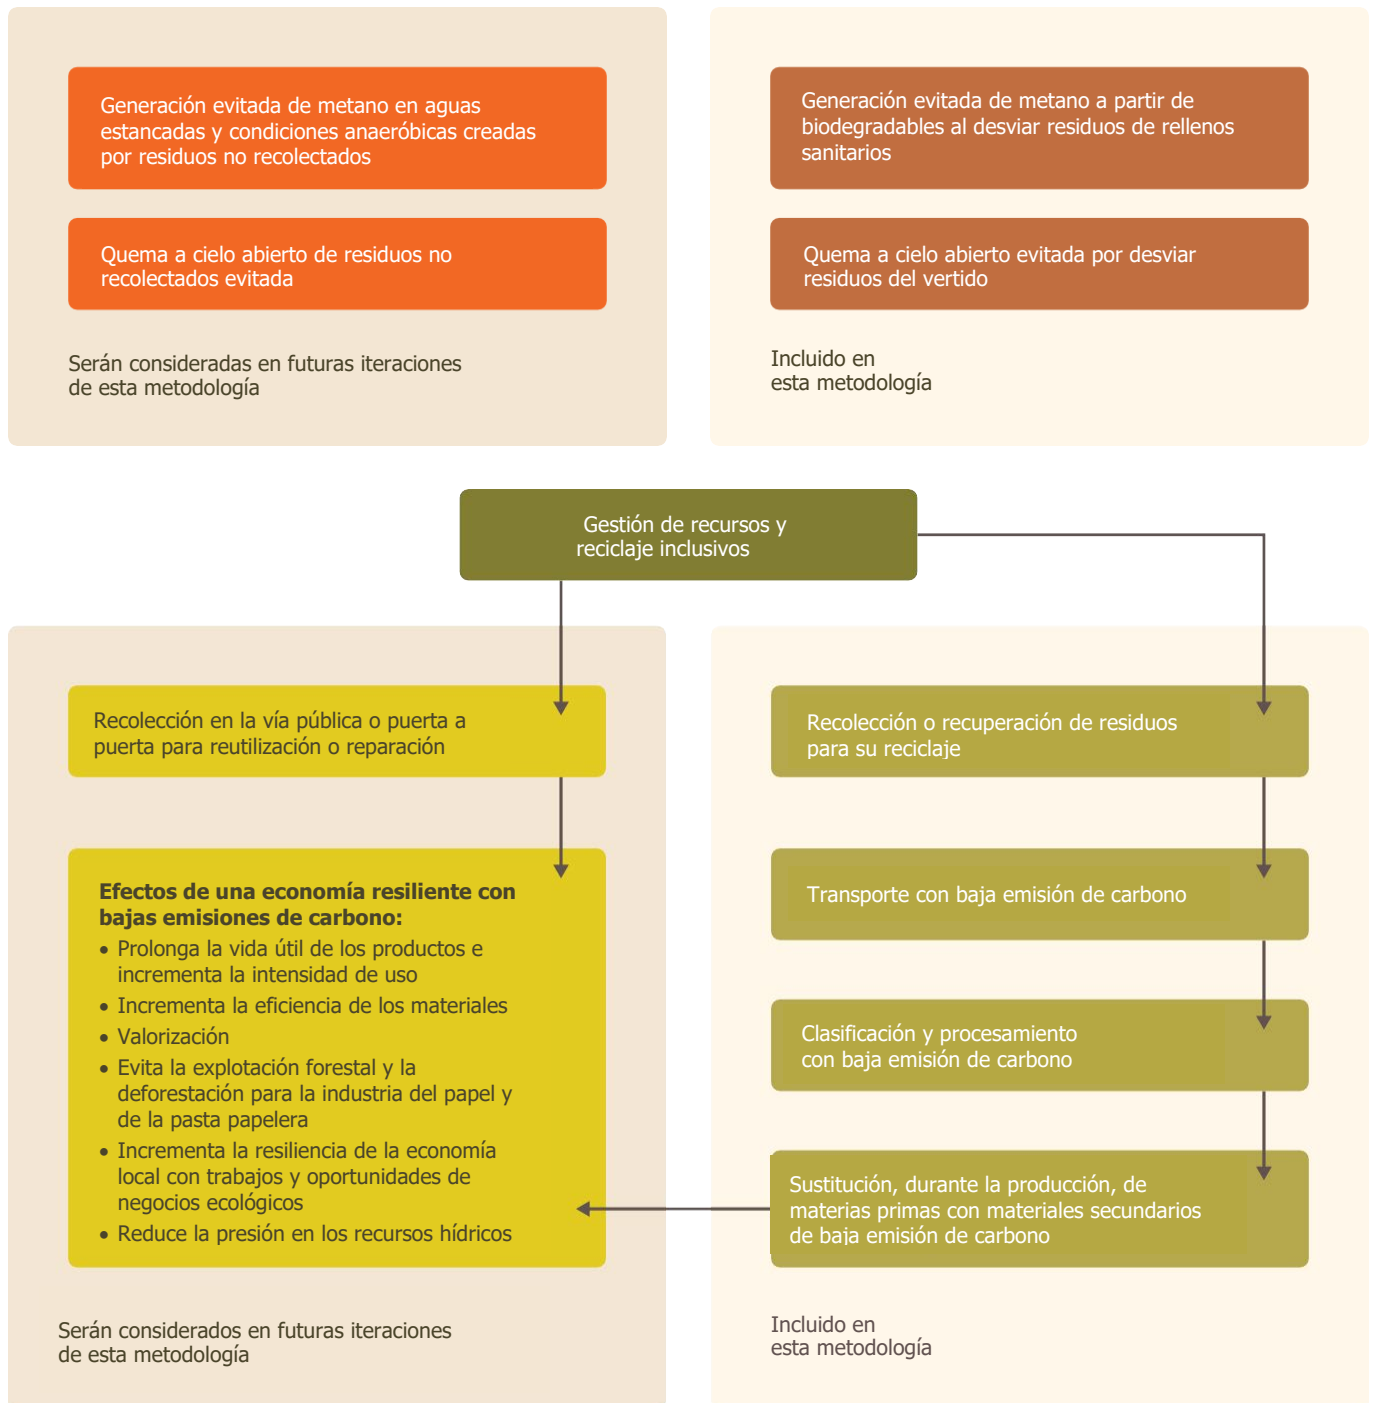 Generación evitada de metano en aguas
estancadas y condiciones anaeróbicas creadas
por residuos no recolectados
Quema a cielo abierto de residuos no
recolectados evitada
Serán consideradas en futuras iteraciones
de esta metodología
Generación evitada de metano a partir de
biodegradables al desviar residuos de rellenos
sanitarios
Quema a cielo abierto evitada por desviar
residuos del vertido
Incluido en
esta metodología
Gestión de recursos y
reciclaje inclusivos
Recolección en la vía pública o puerta a
puerta para reutilización o reparación
Efectos de una economía resiliente con
bajas emisiones de carbono:
• Prolonga la vida útil de los productos e
incrementa la intensidad de uso
• Incrementa la eficiencia de los materiales
• Valorización
• Evita la explotación forestal y la
deforestación para la industria del papel y
de la pasta papelera
• Incrementa la resiliencia de la economía
local con trabajos y oportunidades de
negocios ecológicos
• Reduce la presión en los recursos hídricos
Serán considerados en futuras iteraciones
de esta metodología
Recolección o recuperación de residuos
para su reciclaje
Transporte con baja emisión de carbono
Clasificación y procesamiento
con baja emisión de carbono
Sustitución, durante la producción, de
materias primas con materiales secundarios
de baja emisión de carbono
Incluido en
esta metodología